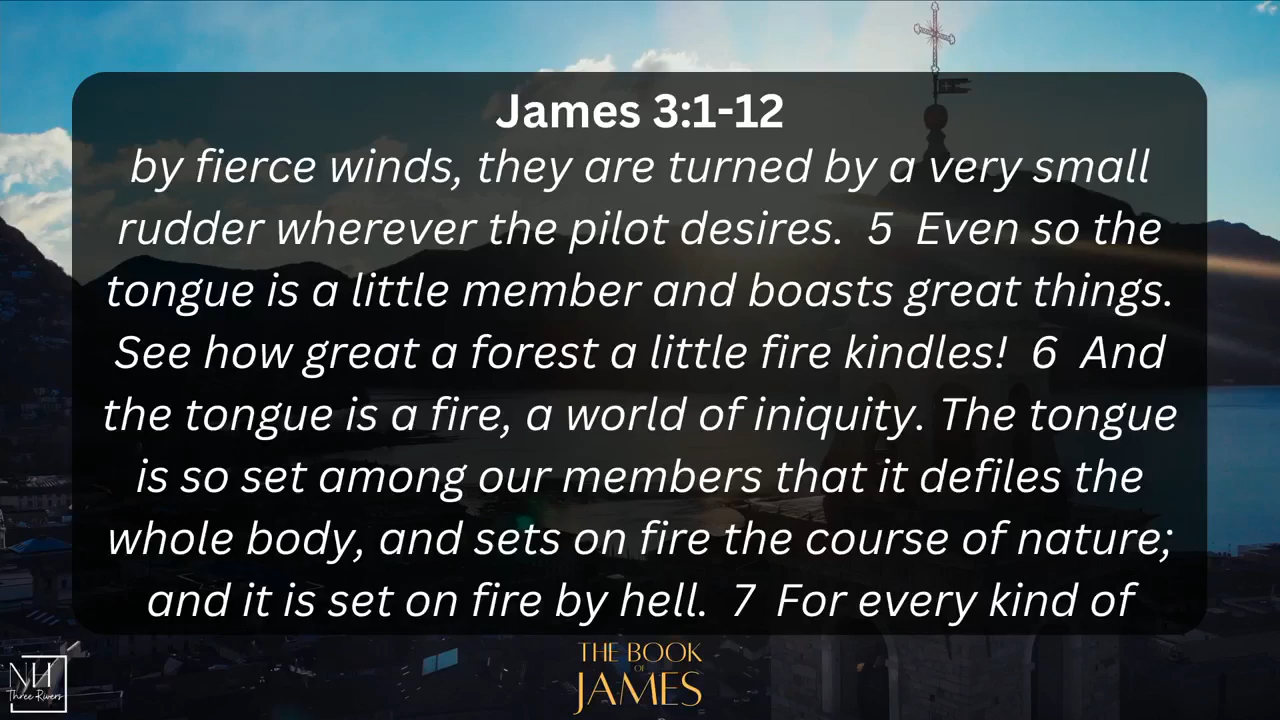 James 3:1-12
by fierce winds, they are turned by a very small
rudder wherever the pilot desires.  5  Even so the
tongue is a little member and boasts great things.
See how great a forest a little fire kindles!  6  And
the tongue is a fire, a world of iniquity. The tongue
is so set among our members that it defiles the
whole body, and sets on fire the course of nature;
and it is set on fire by hell.  7  For every kind of
THE BOOK
OF
JAMES
NH
Three Rivers